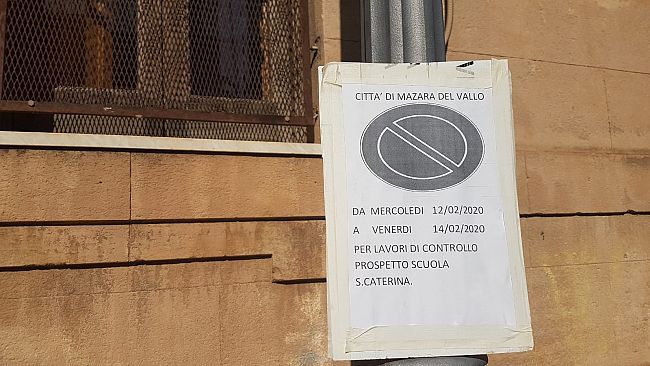 CITTA' DI MAZARA DEL VALLO
DA MERCOLEDI 12/02/2020
A VENERDI 14/02/2020
PER LAVORI DI CONTROLLO
PROSPETTO SCUOLA
S.CATERINA.